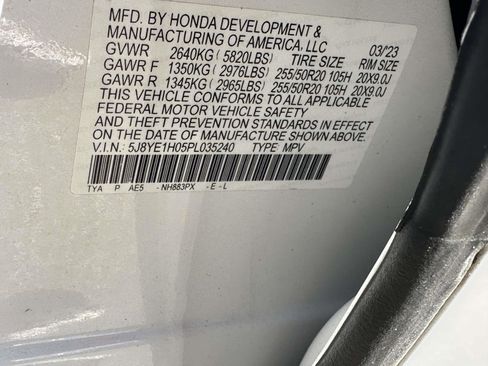 MFD. BY HONDA DEVELOPMENT &
MANUFACTURING OF AMERICA, LLC 03/23
GVWR 2640KG(5820LBS) TIRE SIZE RIM SIZE
GAWR F 1350KG(2976LBS) 255/50R20 105H 20X9.0J
GAWR R 1345KG(2965LBS) 255/50R20 105H 20X9.0J
THIS VEHICLE CONFORMS TO ALL APPLICABLE
FEDERAL MOTOR VEHICLE SAFETY
AND THEFT PREVENTION STANDARDS IN EFFECT
ON THE DATE OF MANUFACTURE SHOWN ABOVE.
V.I.N.: 5J8YE1H05PL035240 TYPE MPV
TYA P AE5 -NH883PX -E-L